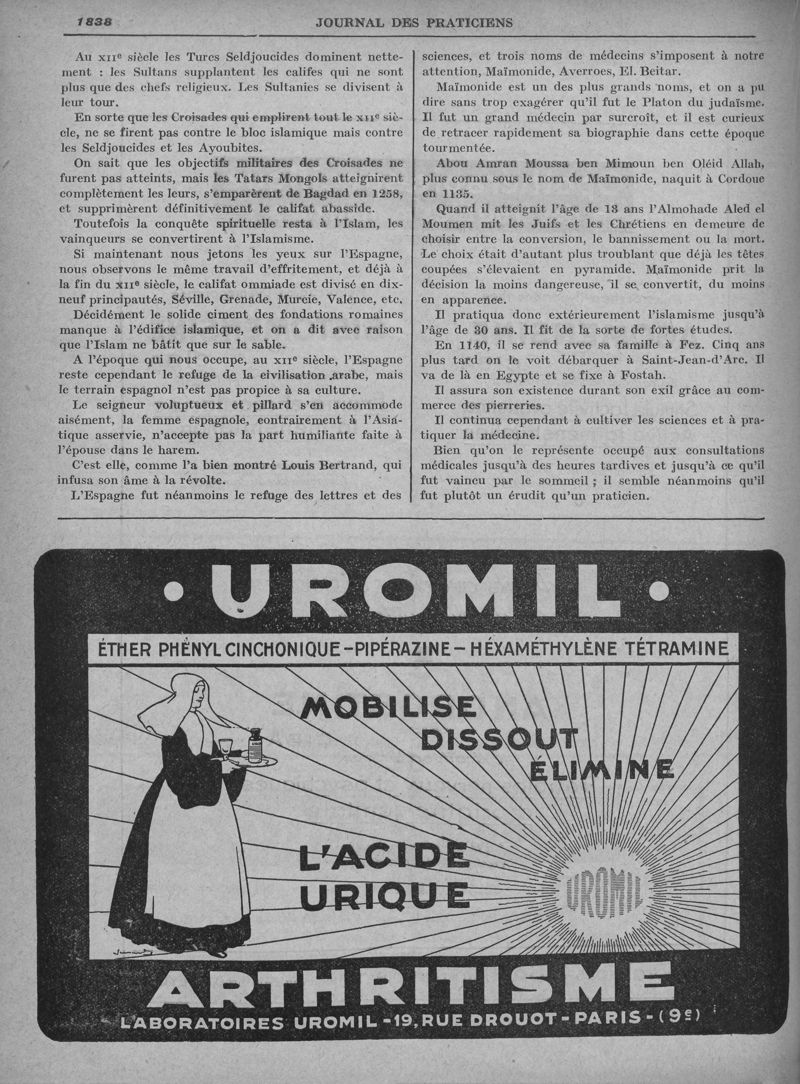 1838
JOURNAL DES PRATICIENS
Au XIIe siècle les Turcs Seldjoucides dominent nette-
ment : les Sultans supplantent les califes qui ne sont
plus que des chefs religieux. Les Sultanies se divisent à
leur tour.
En sorte que les Croisades qui emplirent tout le XIIe siè-
cle, ne se firent pas contre le bloc islamique mais contre
les Seldjoucides et les Ayoubites.
On sait que les objectifs militaires des Croisades ne
furent pas atteints, mais les Tatars Mongols atteignirent
complètement les leurs, s'emparèrent de Bagdad en 1258,
et supprimèrent définitivement le califat abasside.
Toutefois la conquête spirituelle resta à l'Islam, les
vainqueurs se convertirent à l'Islamisme.
Si maintenant nous jetons les yeux sur l'Espagne,
nous observons le même travail d'effritement, et déjà à
la fin du XIIe siècle, le califat ommiade est divisé en dix-
neuf principautés, Séville, Grenade, Murcie, Valence, etc.
Décidément le solide ciment des fondations romaines
manque à l'édifice islamique, et on a dit avec raison
que l'Islam ne bâtit que sur le sable.
A l'époque qui nous occupe, au XIIe siècle, l'Espagne
reste cependant le refuge de la civilisation arabe, mais
le terrain espagnol n'est pas propice à sa culture.
Le seigneur voluptueux et pillard s'en accommode
aisément, la femme espagnole, contrairement à l'Asia-
tique asservie, n'accepte pas la part humiliante faite à
l'épouse dans le harem.
C'est elle, comme l'a bien montré Louis Bertrand, qui
infusa son âme à la révolte.
L'Espagne fut néanmoins le refuge des lettres et des
sciences, et trois noms de médecins s'imposent à notre
attention, Maïmonide, Averroes, El. Beitar.
Maïmonide est un des plus grands noms, et on a pu
dire sans trop exagérer qu'il fut le Platon du judaïsme.
Il fut un grand médecin par surcroît, et il est curieux
de retracer rapidement sa biographie dans cette époque
tourmentée.
Abou Amran Moussa ben Mimoun ben Oléid Allah,
plus connu sous le nom de Maïmonide, naquit à Cordoue
en 1135.
Quand il atteignit l'âge de 13 ans l'Almohade Aled el
Moumen mit les Juifs et les Chrétiens en demeure de
choisir entre la conversion, le bannissement ou la mort.
Le choix était d'autant plus troublant que déjà les têtes
coupées s'élevaient en pyramide. Maïmonide prit la
décision la moins dangereuse, il se convertit, du moins
en apparence.
Il pratiqua donc extérieurement l'islamisme jusqu'à
l'âge de 30 ans. Il fit de la sorte de fortes études.
En 1140, il se rend avec sa famille à Fez. Cinq ans
plus tard on le voit débarquer à Saint-Jean-d'Arc. Il
va de là en Egypte et se fixe à Fostah.
Il assura son existence durant son exil grâce au com-
merce des pierreries.
Il continua cependant à cultiver les sciences et à pra-
tiquer la médecine.
Bien qu'on le représente occupé aux consultations
médicales jusqu'à des heures tardives et jusqu'à ce qu'il
fut vaincu par le sommeil ; il semble néanmoins qu'il
fut plutôt un érudit qu'un praticien.
• UROMIL •
ÉTHER PHÉNYL CINCHONIQUE - PIPÉRAZINE - HÉXAMÉTHYLÈNE TÉTRAMINE
MOBILISE
DISSOUT
ÉLIMINE
L'ACIDE
URIQUE
UROMIL
ARTHRITISME
LABORATOIRES UROMIL - 19, RUE DROUOT - PARIS - (9e)